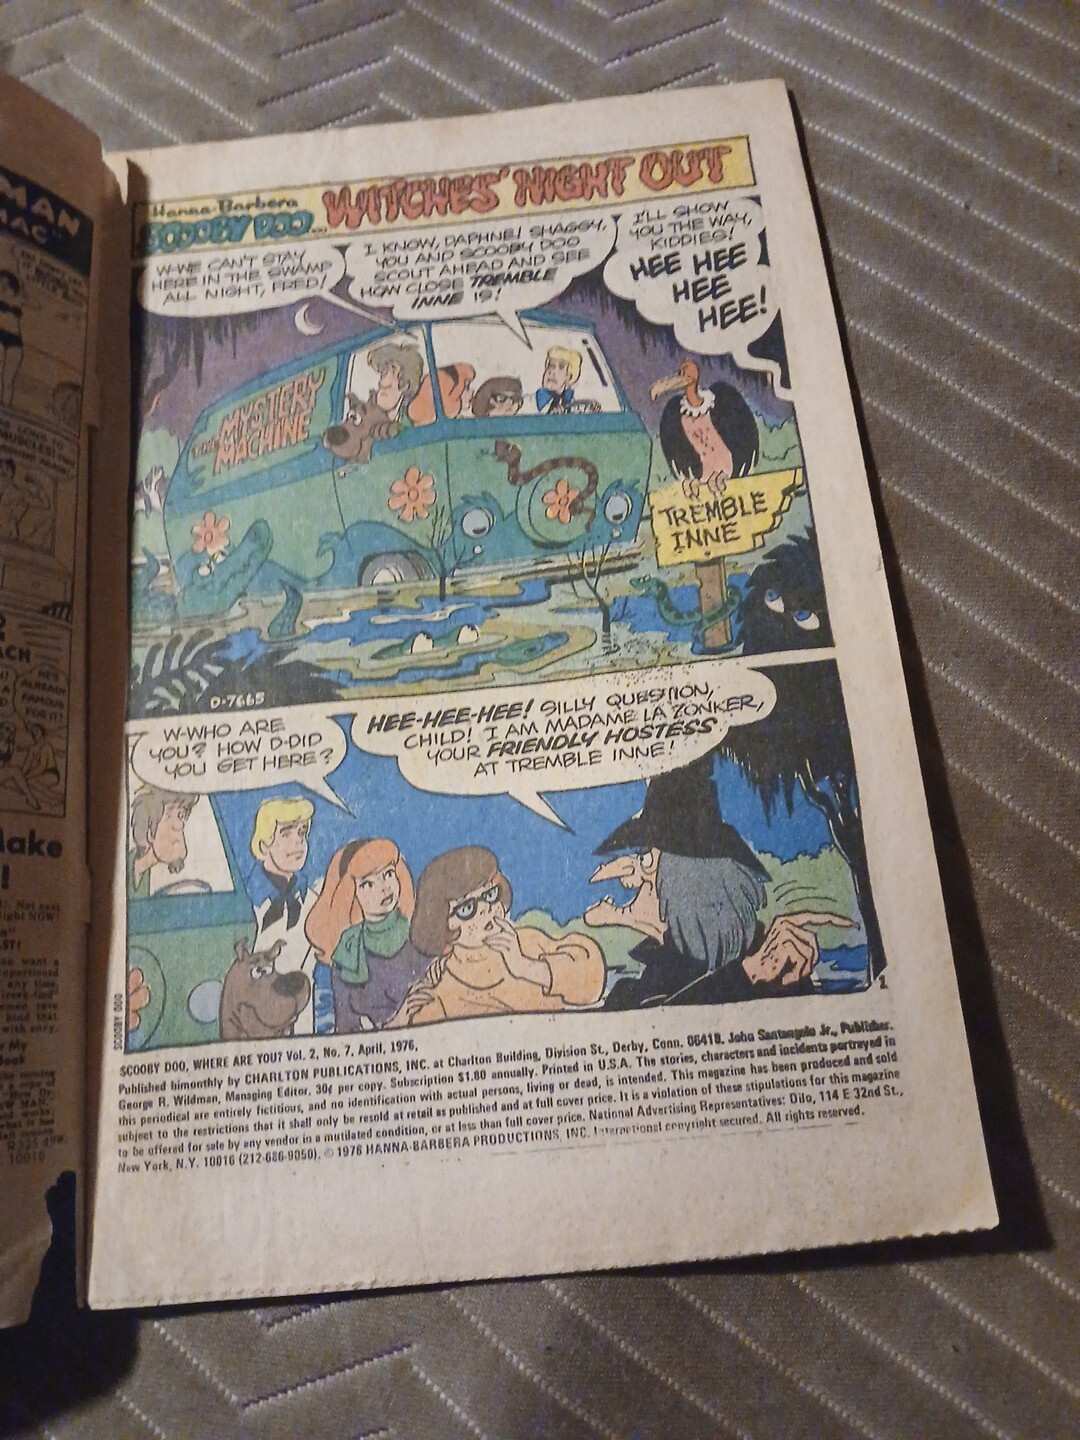 MAN
MAC"
Hanna-Barbera
SCOOBY DOO... WITCHES' NIGHT OUT
W-WE CAN'T STAY
HERE IN THE SWAMP
ALL NIGHT, FRED!
I KNOW, DAPHNE! SHAGGY,
YOU AND SCOOBY DOO
SCOUT AHEAD AND SEE
HOW CLOSE TREMBLE
INNE IS!
I'LL SHOW
YOU THE WAY,
KIDDIES!
HEE HEE
HEE
HEE!
THE MYSTERY
MACHINE
TREMBLE
INNE
D-7665
W-WHO ARE
YOU? HOW D-DID
YOU GET HERE?
HEE-HEE-HEE! SILLY QUESTION,
CHILD! I AM MADAME LA ZONKER,
YOUR FRIENDLY HOSTESS
AT TREMBLE INNE!
SCOOBY DOO
1
SCOOBY DOO, WHERE ARE YOU? Vol. 2, No. 7, April, 1976,
Published bimonthly by CHARLTON PUBLICATIONS, INC. at Charlton Building, Division St., Derby, Conn. 06418. John Santangelo Jr., Publisher.
George R. Wildman, Managing Editor. 30¢ per copy. Subscription $1.80 annually. Printed in U.S.A. The stories, characters and incidents portrayed in
this periodical are entirely fictitious, and no identification with actual persons, living or dead, is intended. This magazine has been produced and sold
subject to the restrictions that it shall only be resold at retail as published and at full cover price. It is a violation of these stipulations for this magazine
to be offered for sale by any vendor in a mutilated condition, or at less than full cover price. National Advertising Representatives: Dilo, 114 E 32nd St.,
New York, N.Y. 10016 (212-686-9050). © 1976 HANNA-BARBERA PRODUCTIONS, INC. International copyright secured. All rights reserved.
HE'S
ALREADY
FAMOUS
FOR IT!